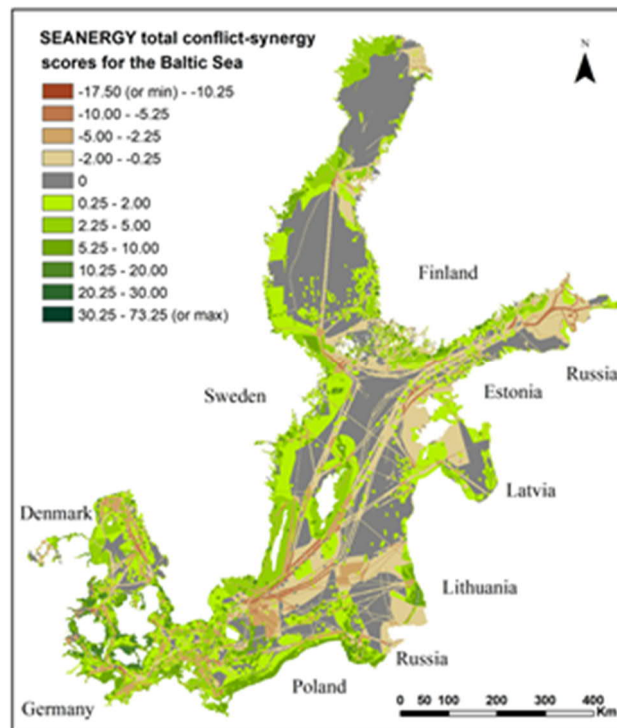 SEANERGY total conflict-synergy
scores for the Baltic Sea
-17.50 (or min) - -10.25
-10.00 - -5.25
-5.00 - -2.25
-2.00 - -0.25
0
0.25 - 2.00
2.25 - 5.00
5.25 - 10.00
10.25 - 20.00
20.25 - 30.00
30.25 - 73.25 (or max)
N
Finland
Sweden
Estonia
Russia
Denmark
Latvia
Lithuania
Russia
Poland
Germany
0 50 100 200 300 400
Km